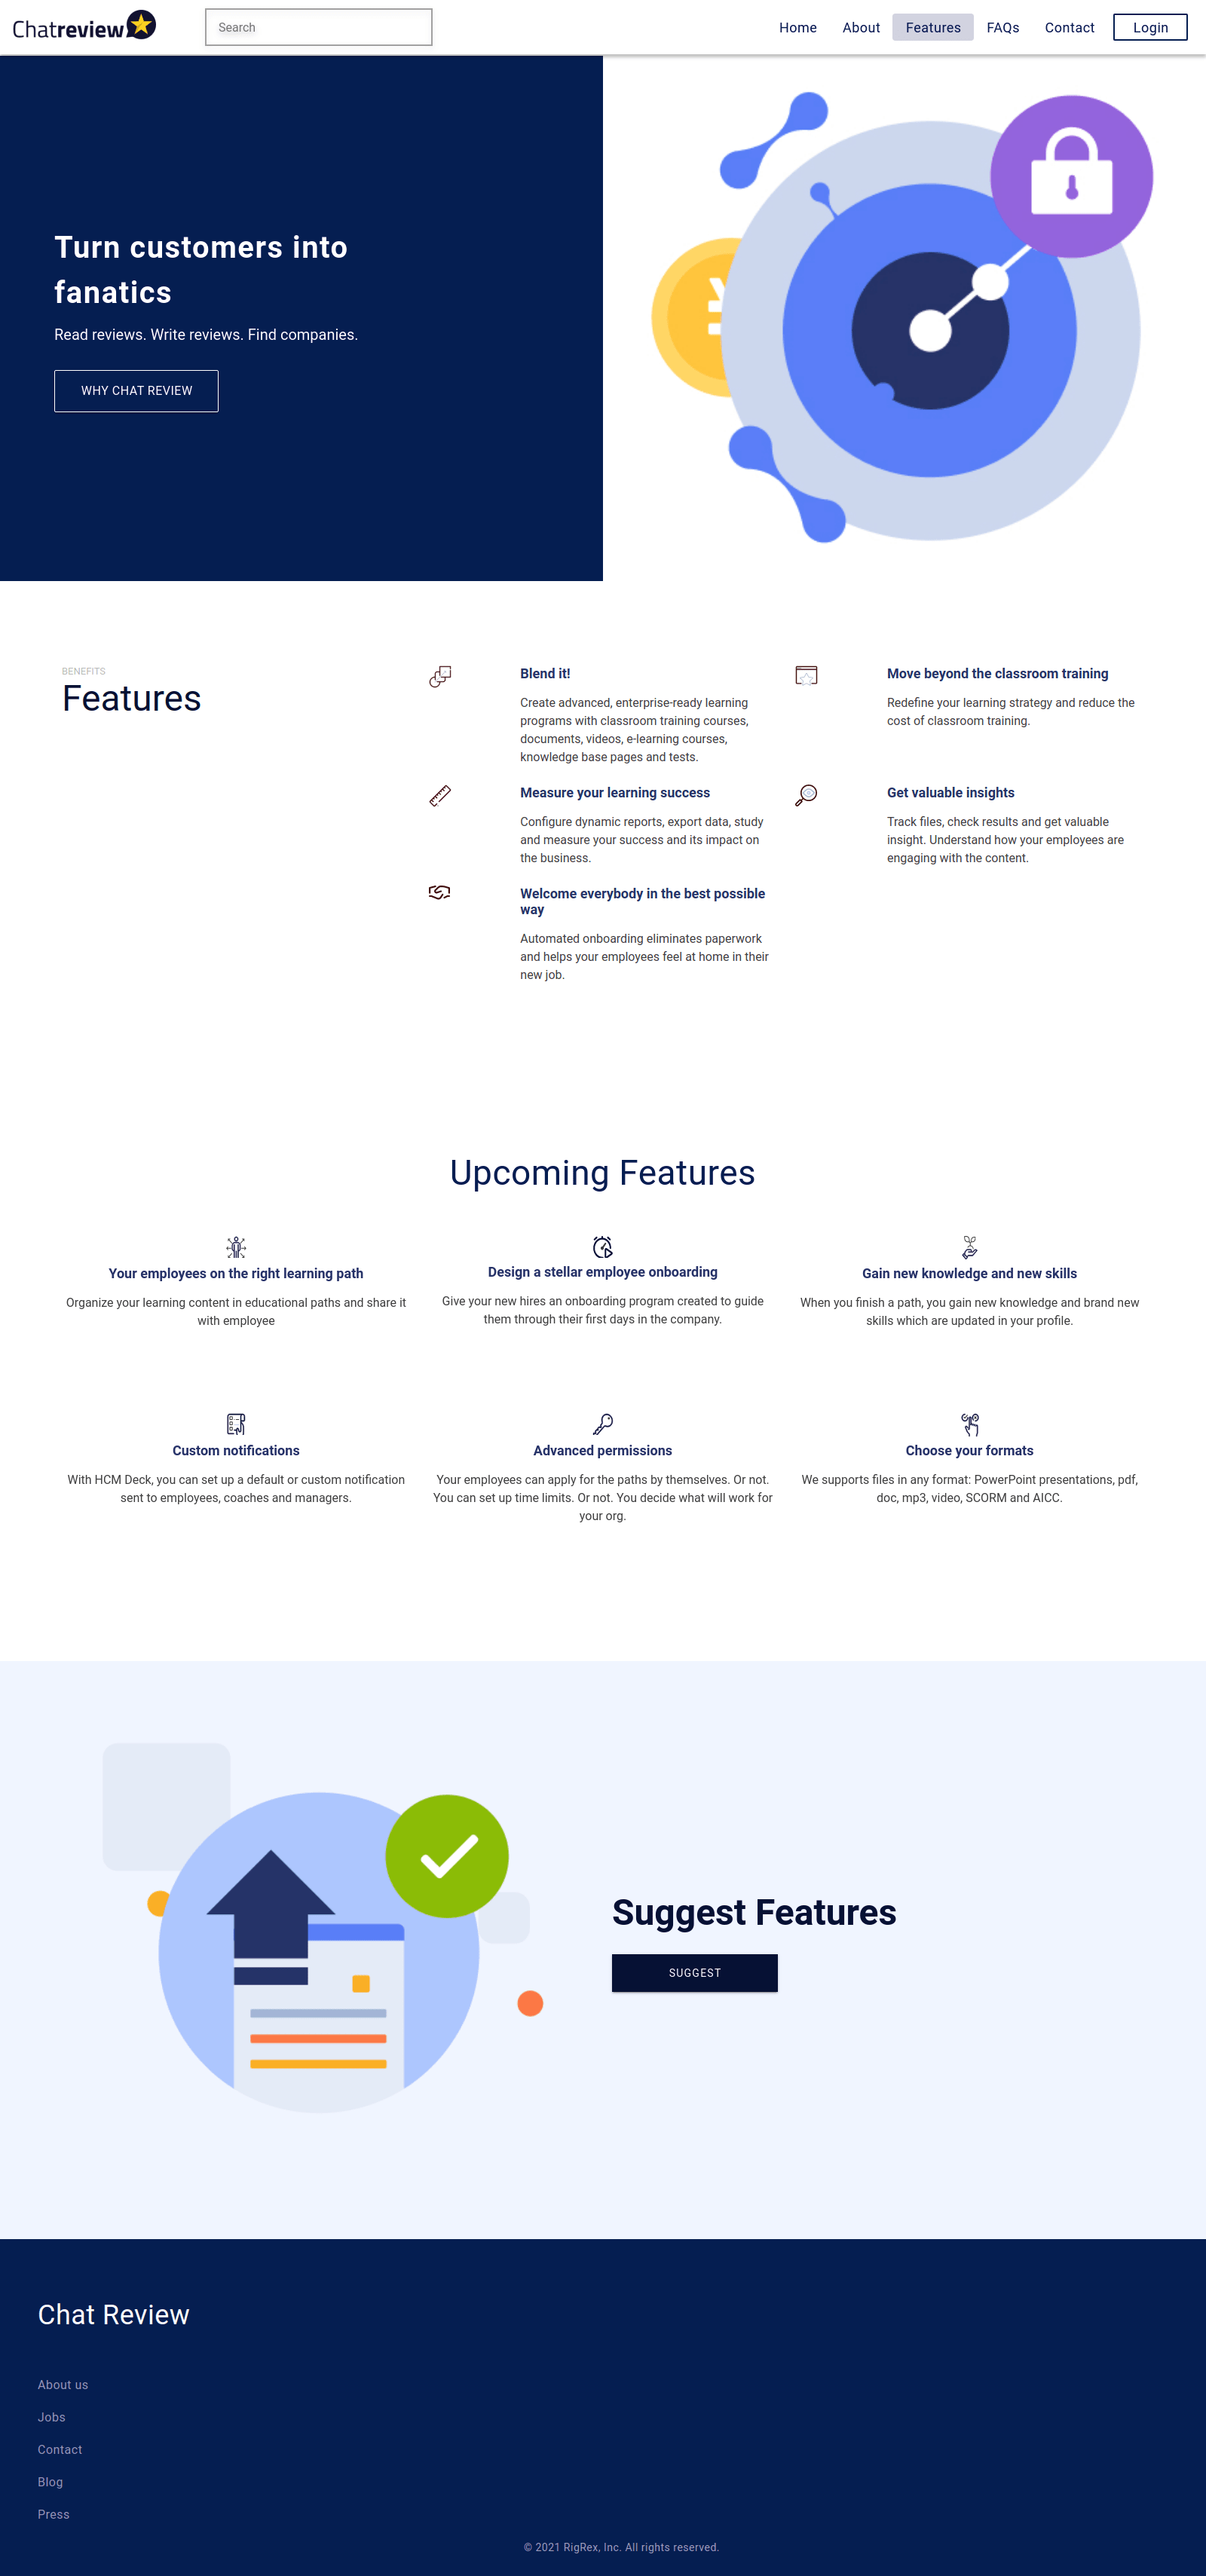 Chatreview
Search
Home
About
Features
FAQs
Contact
Login
Turn customers into
fanatics
Read reviews. Write reviews. Find companies.
WHY CHAT REVIEW
¥
BENEFITS
Features
Blend it!
Create advanced, enterprise-ready learning
programs with classroom training courses,
documents, videos, e-learning courses,
knowledge base pages and tests.
Move beyond the classroom training
Redefine your learning strategy and reduce the
cost of classroom training.
Measure your learning success
Configure dynamic reports, export data, study
and measure your success and its impact on
the business.
Get valuable insights
Track files, check results and get valuable
insight. Understand how your employees are
engaging with the content.
Welcome everybody in the best possible
way
Automated onboarding eliminates paperwork
and helps your employees feel at home in their
new job.
Upcoming Features
Your employees on the right learning path
Organize your learning content in educational paths and share it
with employee
Design a stellar employee onboarding
Give your new hires an onboarding program created to guide
them through their first days in the company.
Gain new knowledge and new skills
When you finish a path, you gain new knowledge and brand new
skills which are updated in your profile.
Custom notifications
With HCM Deck, you can set up a default or custom notification
sent to employees, coaches and managers.
Advanced permissions
Your employees can apply for the paths by themselves. Or not.
You can set up time limits. Or not. You decide what will work for
your org.
Choose your formats
We supports files in any format: PowerPoint presentations, pdf,
doc, mp3, video, SCORM and AICC.
Suggest Features
SUGGEST
Chat Review
About us
Jobs
Contact
Blog
Press
© 2021 RigRex, Inc. All rights reserved.